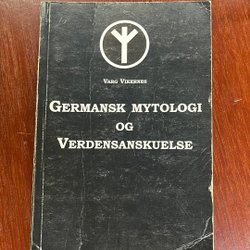 Varg Vikernes
Germansk mytologi
og
Verdensanskuelse